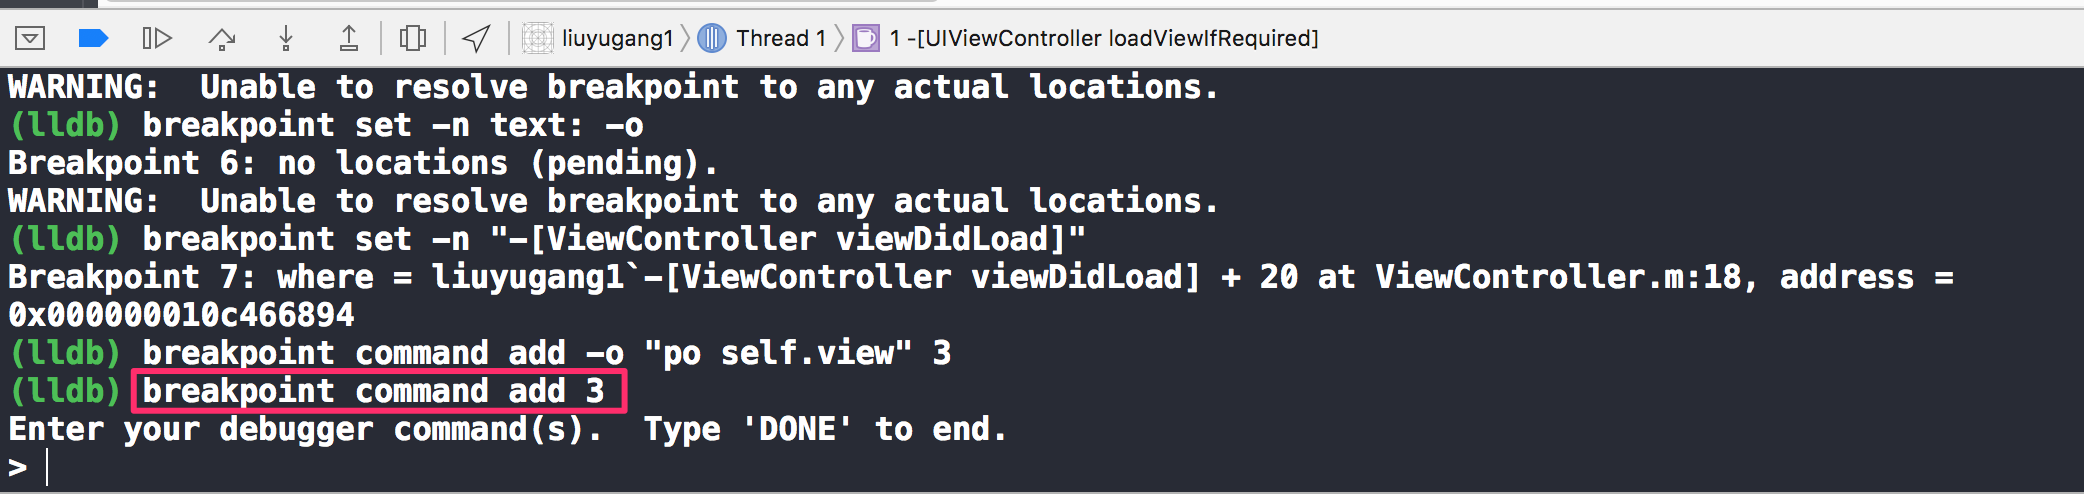 liuyugang1 Thread 1 1 -[UIViewController loadViewIfRequired]
WARNING:  Unable to resolve breakpoint to any actual locations.
(lldb) breakpoint set -n text: -o
Breakpoint 6: no locations (pending).
WARNING:  Unable to resolve breakpoint to any actual locations.
(lldb) breakpoint set -n "-[ViewController viewDidLoad]"
Breakpoint 7: where = liuyugang1`-[ViewController viewDidLoad] + 20 at ViewController.m:18, address =
0x000000010c466894
(lldb) breakpoint command add -o "po self.view" 3
(lldb) breakpoint command add 3
Enter your debugger command(s).  Type 'DONE' to end.
>